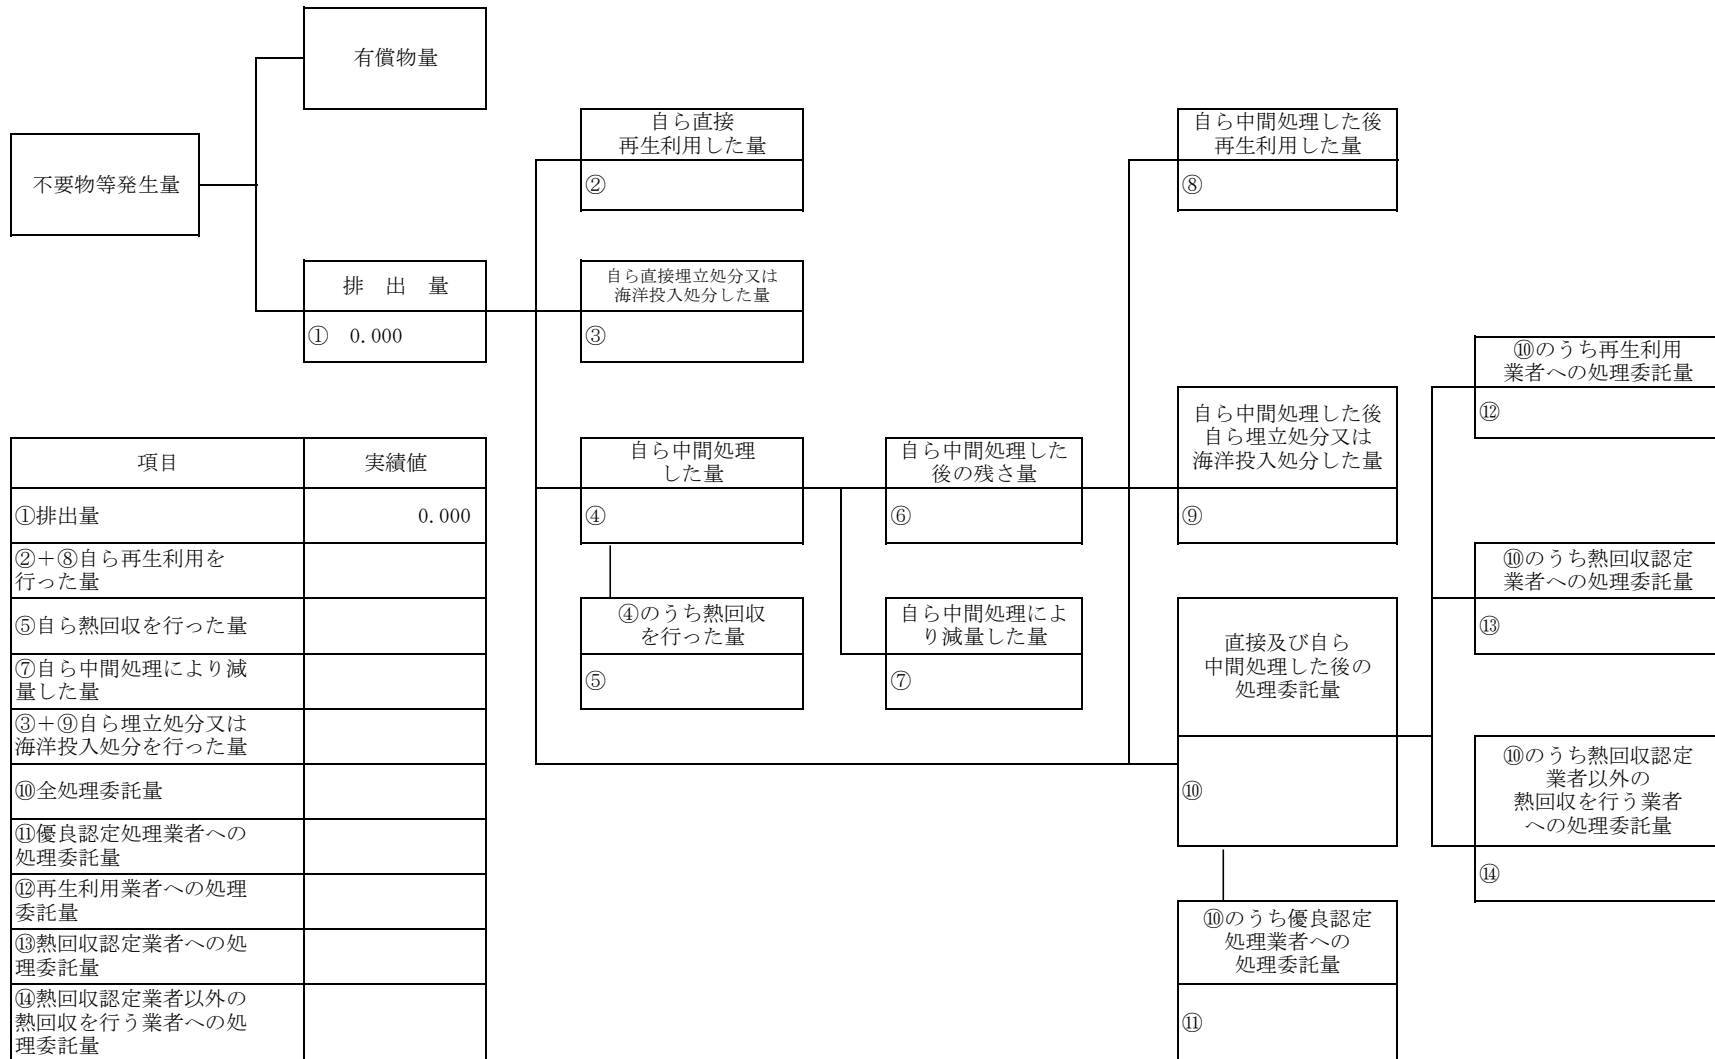 有償物量
不要物等発生量
排　出　量
①　0.000
自ら直接
再生利用した量
②
自ら直接埋立処分又は
海洋投入処分した量
③
自ら中間処理
した量
④
④のうち熱回収
を行った量
⑤
自ら中間処理した
後の残さ量
⑥
自ら中間処理によ
り減量した量
⑦
自ら中間処理した後
再生利用した量
⑧
自ら中間処理した後
自ら埋立処分又は
海洋投入処分した量
⑨
直接及び自ら
中間処理した後の
処理委託量
⑩
⑩のうち優良認定
処理業者への
処理委託量
⑪
⑩のうち再生利用
業者への処理委託量
⑫
⑩のうち熱回収認定
業者への処理委託量
⑬
⑩のうち熱回収認定
業者以外の
熱回収を行う業者
への処理委託量
⑭
項目　実績値
①排出量　0.000
②＋⑧自ら再生利用を
行った量
⑤自ら熱回収を行った量
⑦自ら中間処理により減
量した量
③＋⑨自ら埋立処分又は
海洋投入処分を行った量
⑩全処理委託量
⑪優良認定処理業者への
処理委託量
⑫再生利用業者への処理
委託量
⑬熱回収認定業者への処
理委託量
⑭熱回収認定業者以外の
熱回収を行う業者への処
理委託量